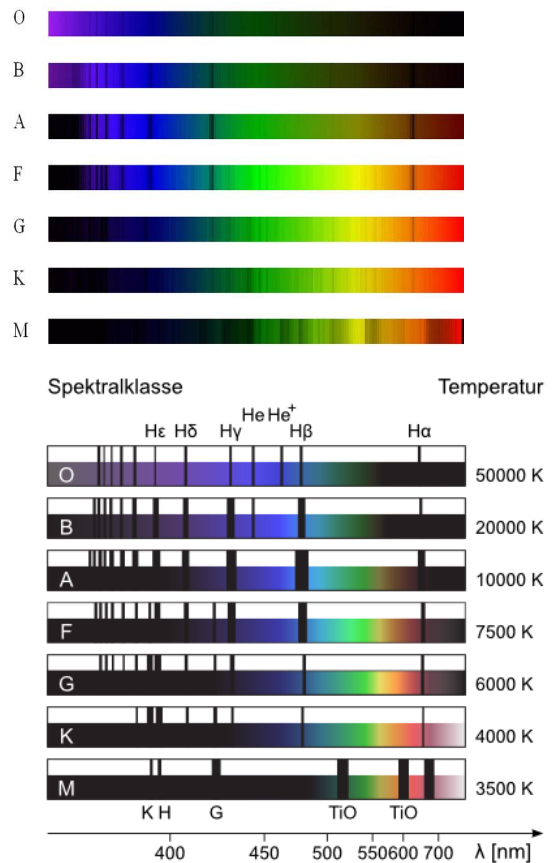 O
B
A
F
G
K
M
Spektralklasse Temperatur
He He+
Hε Hδ Hγ Hβ Hα
O 50000 K
B 20000 K
A 10000 K
F 7500 K
G 6000 K
K 4000 K
M 3500 K
K H G TiO TiO
400 450 500 550 600 700 λ [nm]